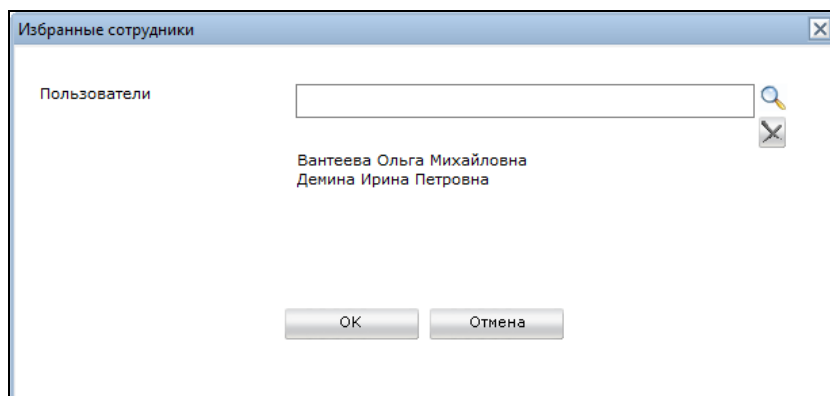 Избранные сотрудники
Пользователи
Вантеева Ольга Михайловна
Демина Ирина Петровна
OK
Отмена